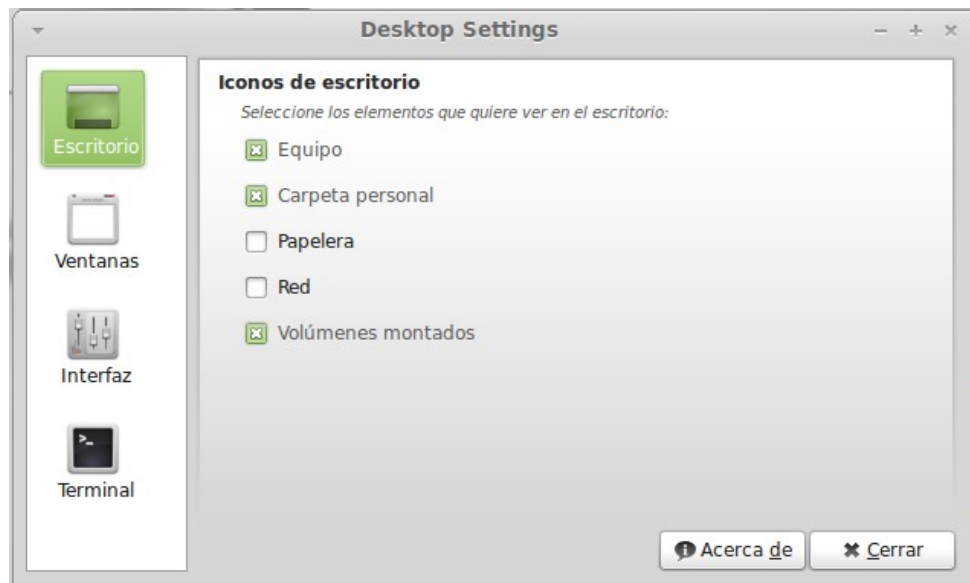 Desktop Settings
Escritorio
Ventanas
Interfaz
Terminal
Iconos de escritorio
Seleccione los elementos que quiere ver en el escritorio:
Equipo
Carpeta personal
Papelera
Red
Volúmenes montados
Acerca de
Cerrar